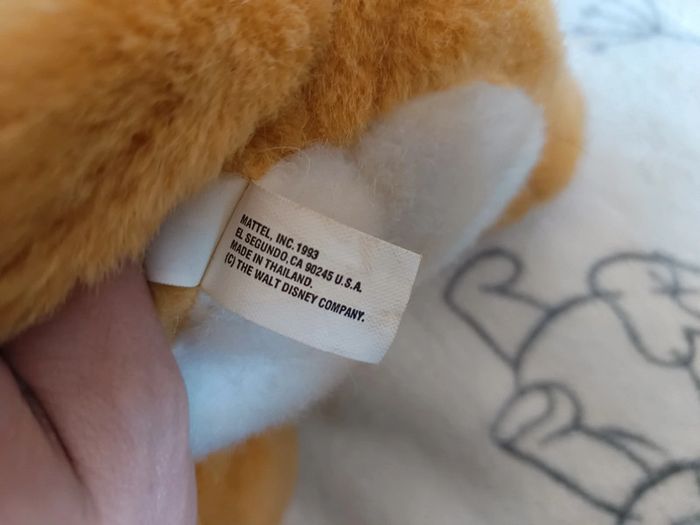 MATTEL, INC. 1993
EL SEGUNDO, CA 90245 U.S.A.
MADE IN THAILAND.
(C) THE WALT DISNEY COMPANY.